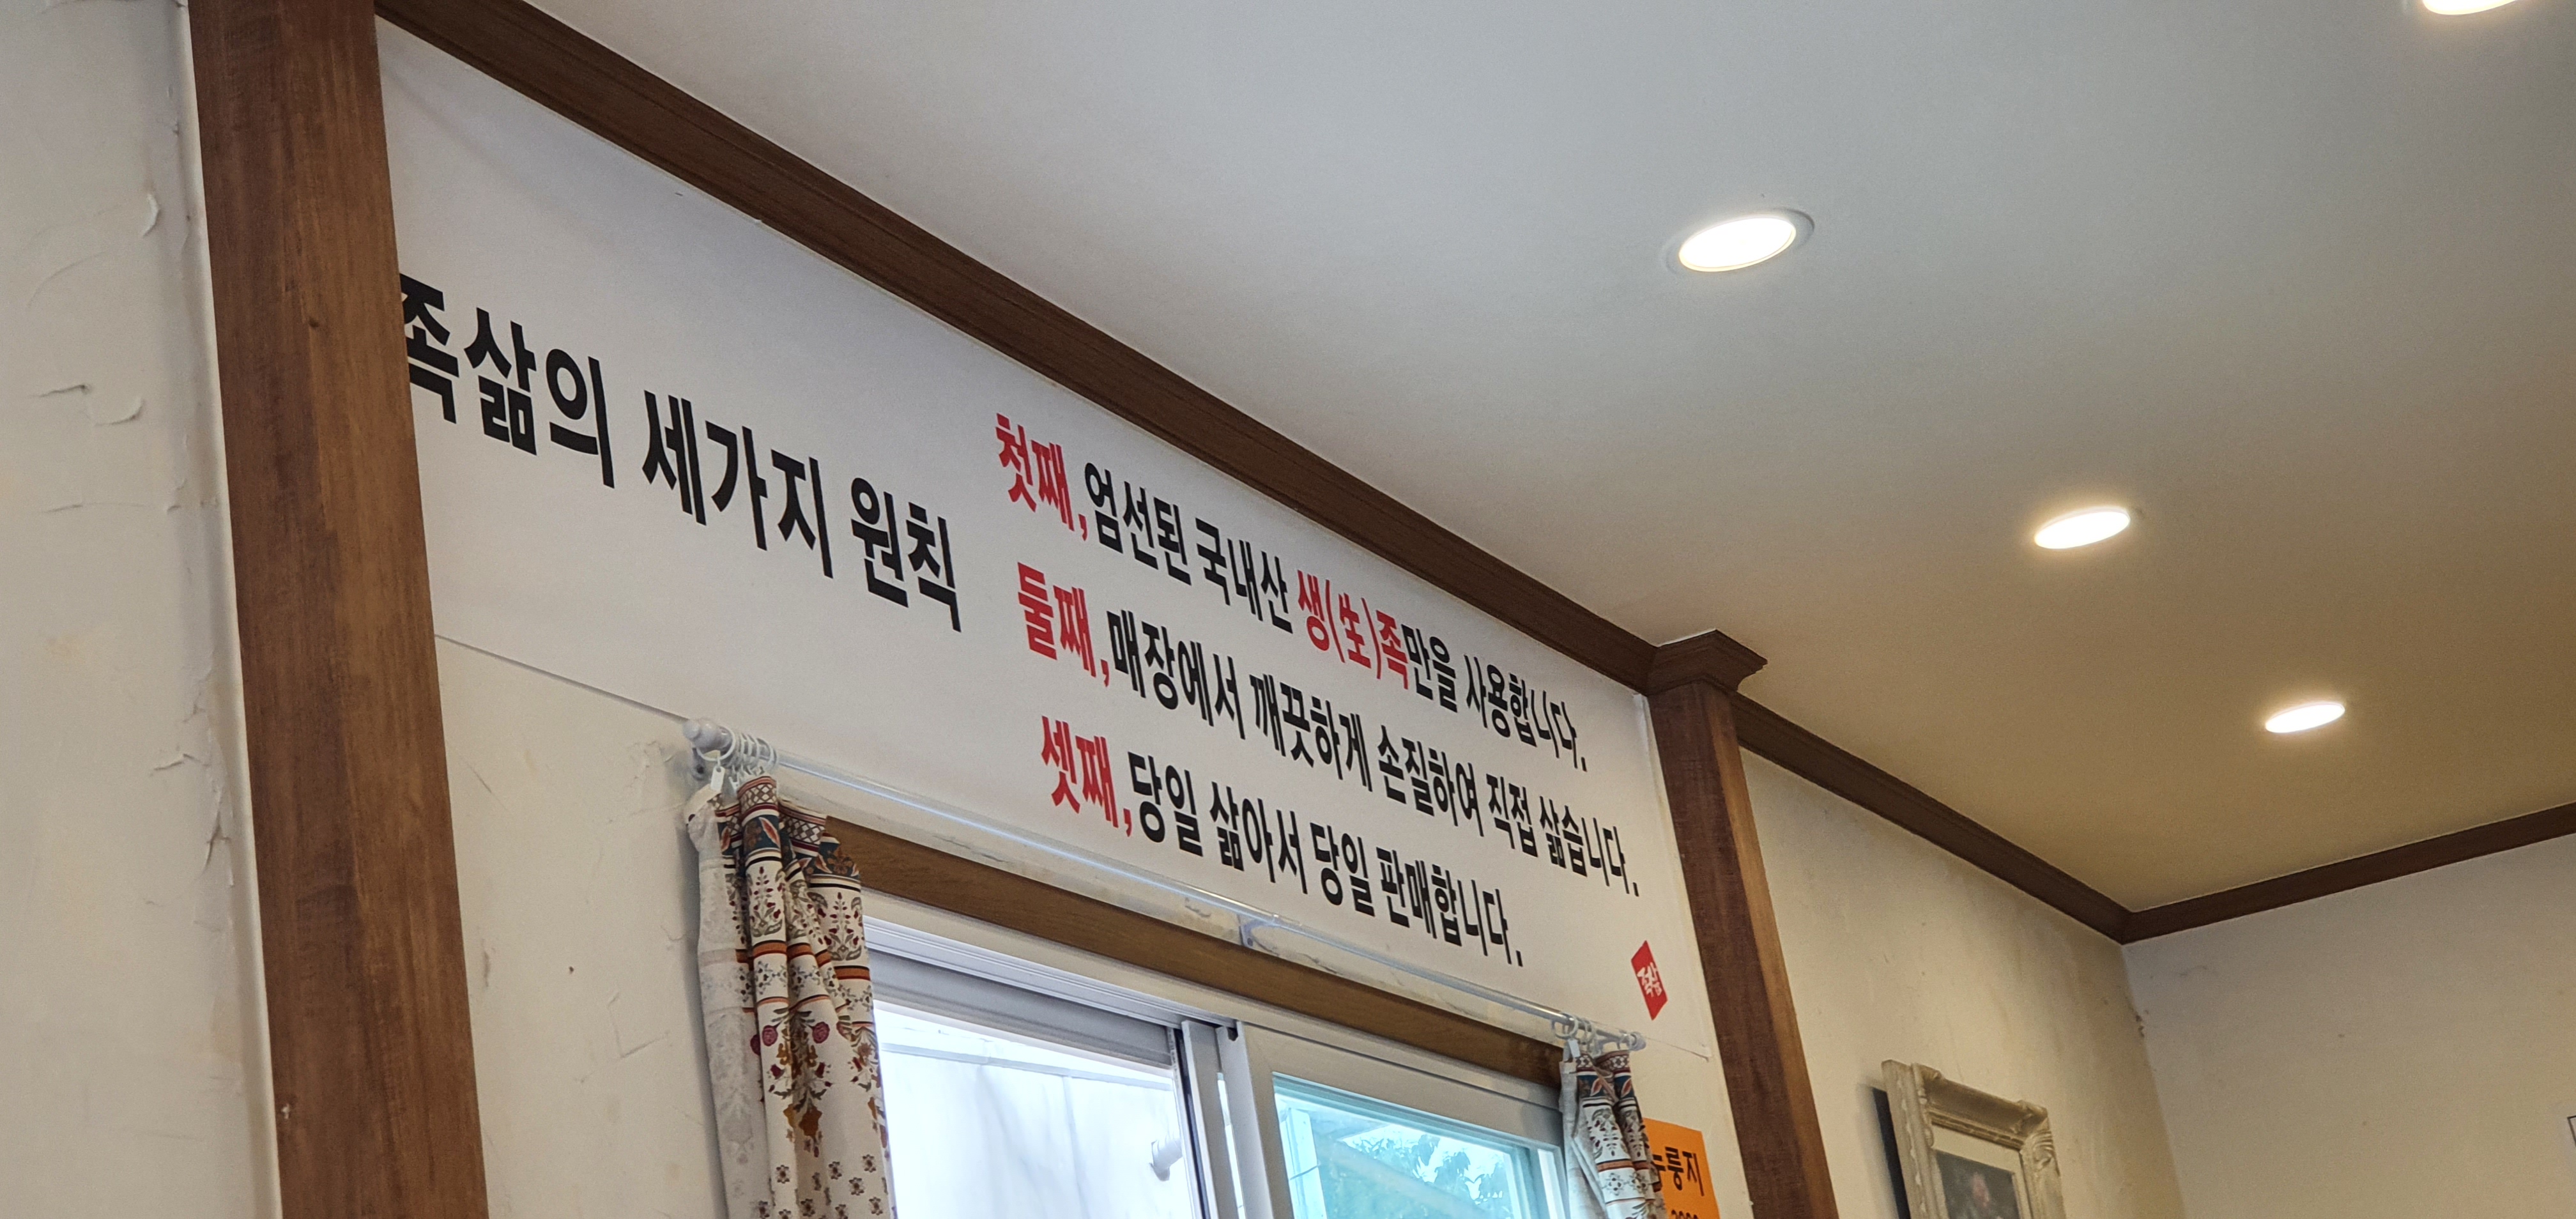 족삶의 세가지 원칙
첫째, 엄선된 국내산 생(生)족만을 사용합니다.
둘째, 매장에서 깨끗하게 손질하여 직접 삶습니다.
셋째, 당일 삶아서 당일 판매합니다.
족삶
누룽지